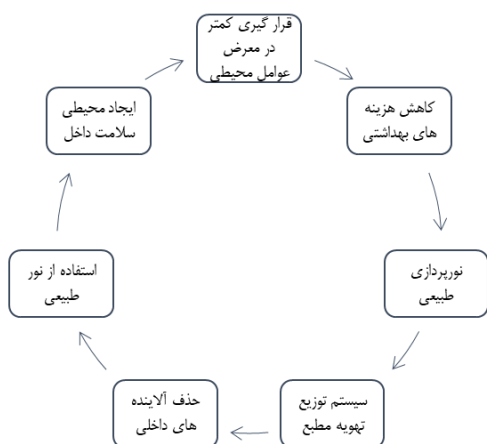 قرار گیری کمتر
در معرض
عوامل محیطی
کاهش هزینه
های بهداشتی
نورپردازی
طبیعی
سیستم توزیع
تهویه مطبع
حذف آلاینده
های داخلی
استفاده از نور
طبیعی
ایجاد محیطی
سلامت داخل